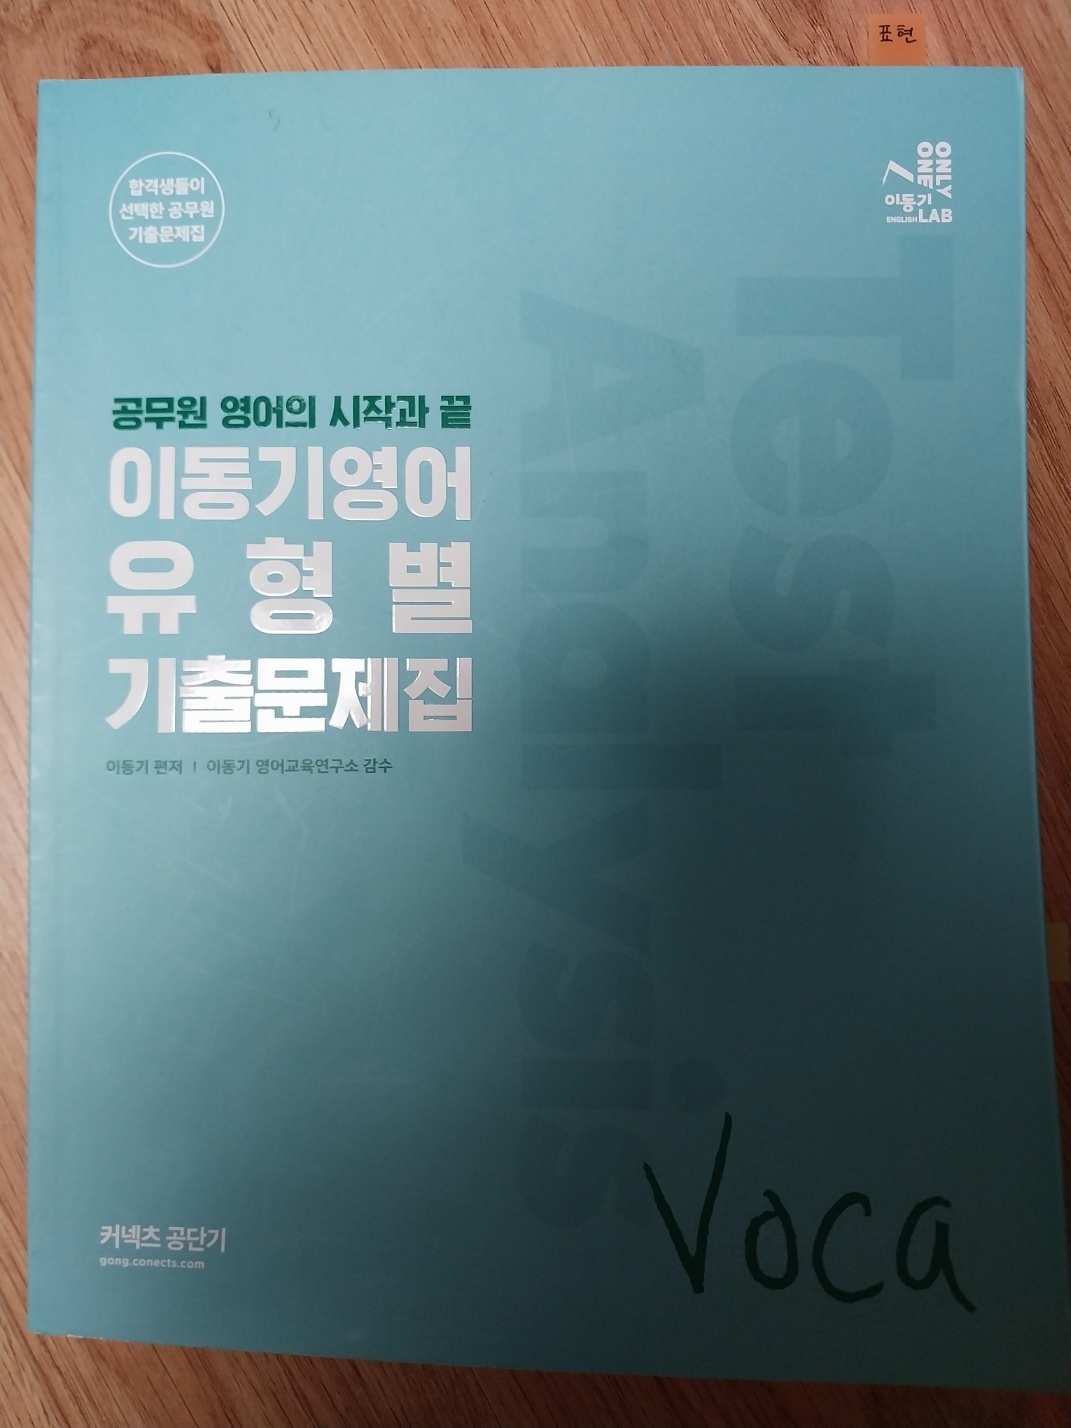 표현
합격생들이
선택한 공무원
기출문제집
ONLY
ONE
이동기
ENGLISH LAB
공무원 영어의 시작과 끝
이동기영어
유형별
기출문제집
이동기 편저 | 이동기 영어교육연구소 감수
Test
Analysis
Voca
커넥츠 공단기
gong.conects.com